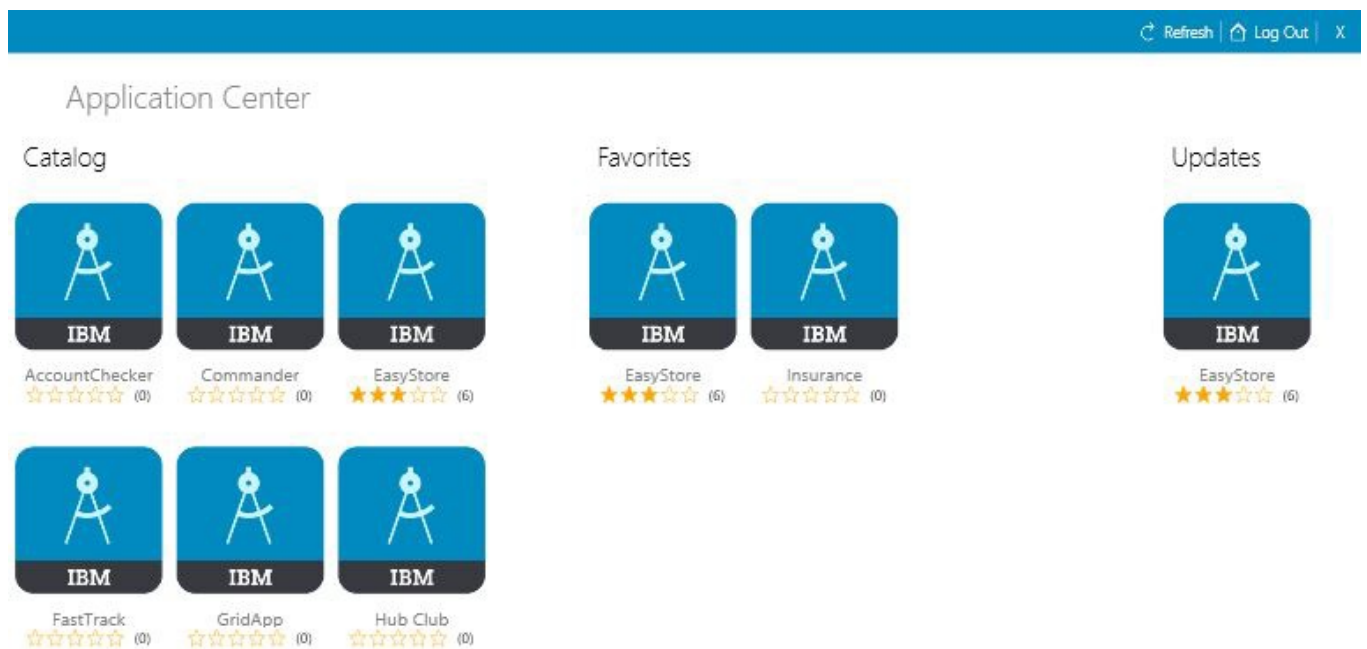 Refresh | Log Out | X
Application Center
Catalog
Favorites
Updates
IBM IBM IBM
IBM IBM
IBM
AccountChecker Commander EasyStore
(0) (0) (6)
EasyStore Insurance
(6) (0)
EasyStore
(6)
IBM IBM IBM
FastTrack GridApp Hub Club
(0) (0) (0)